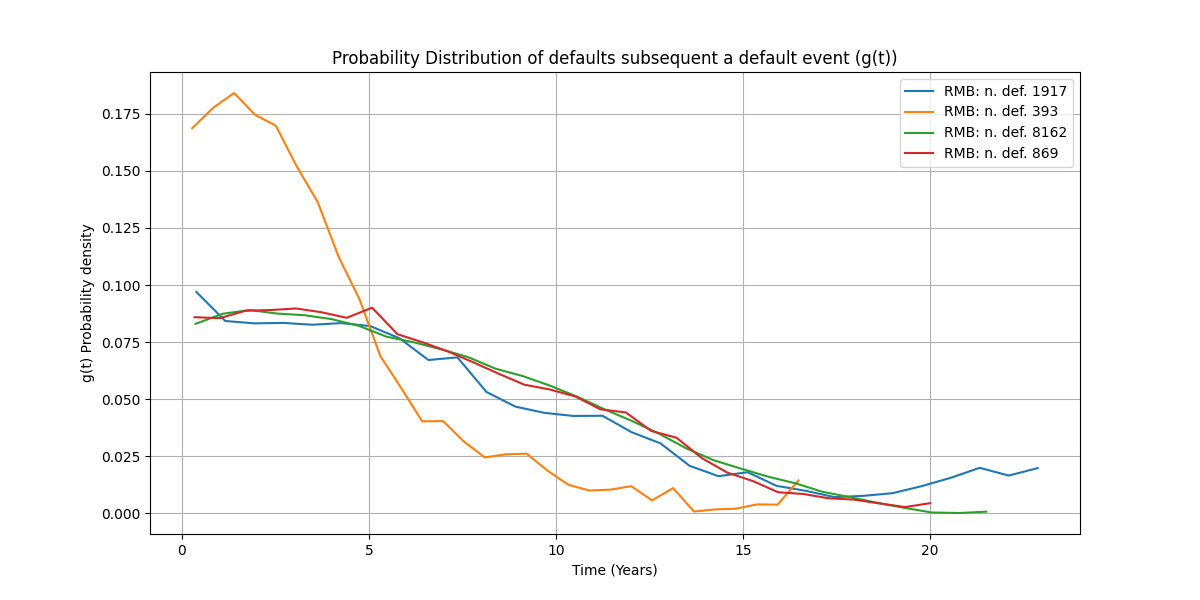 Probability Distribution of defaults subsequent a default event (g(t))
RMB: n. def. 1917
RMB: n. def. 393
RMB: n. def. 8162
RMB: n. def. 869
g(t) Probability density
0.175
0.150
0.125
0.100
0.075
0.050
0.025
0.000
0 5 10 15 20
Time (Years)